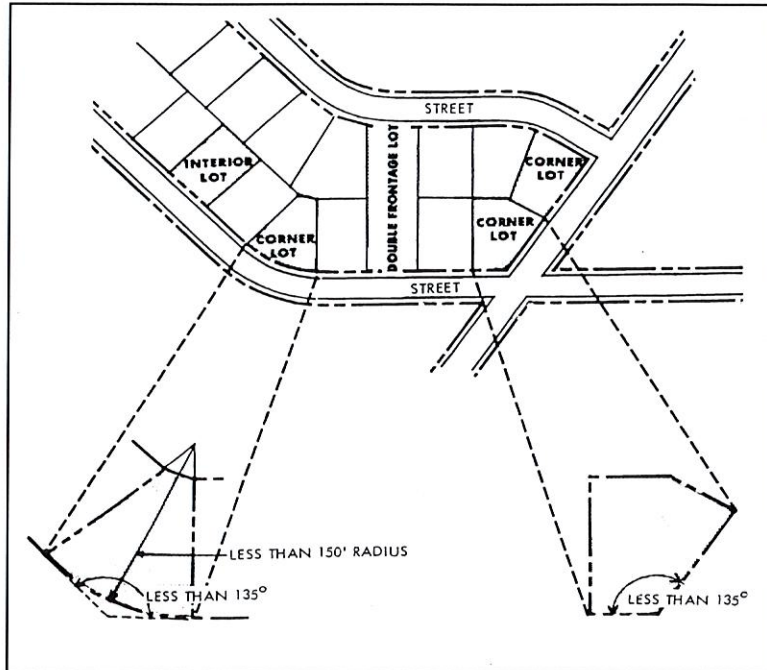 STREET
DOUBLE FRONTAGE LOT
CORNER
LOT
INTERIOR
LOT
CORNER
LOT
CORNER
LOT
STREET
LESS THAN 150' RADIUS
LESS THAN 135°
LESS THAN 135°